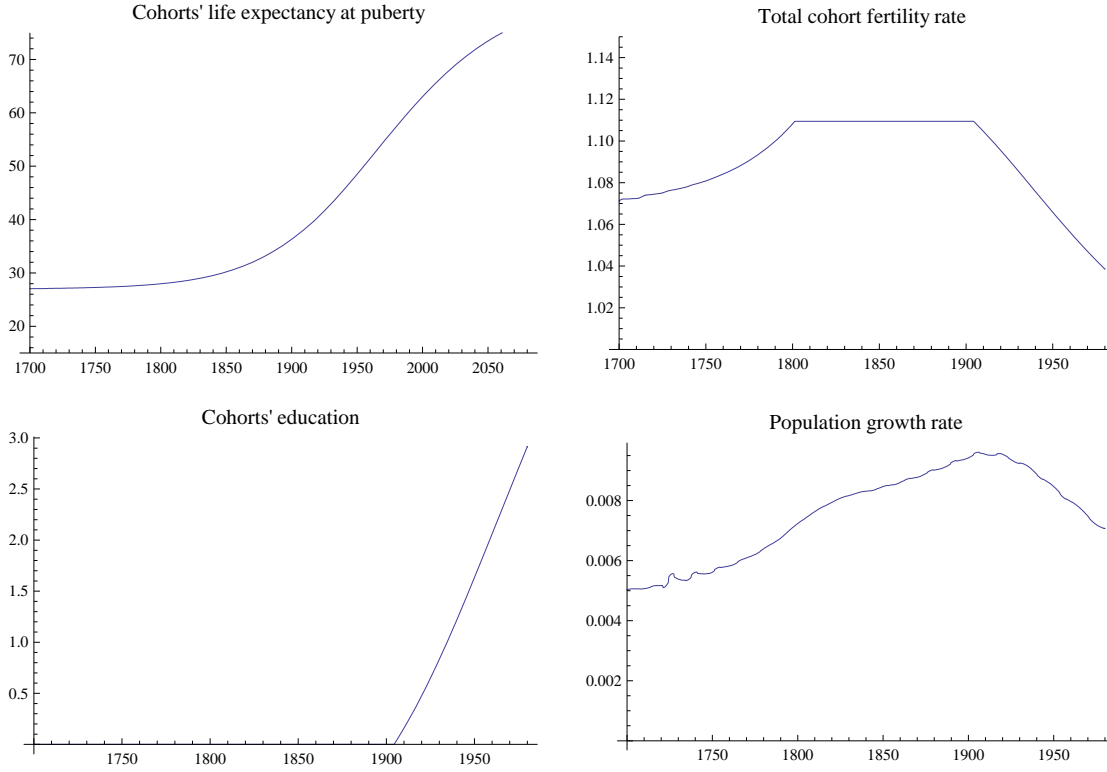 Cohorts' life expectancy at puberty
70
60
50
40
30
20
1700 1750 1800 1850 1900 1950 2000 2050
Total cohort fertility rate
1.14
1.12
1.10
1.08
1.06
1.04
1.02
1700 1750 1800 1850 1900 1950
Cohorts' education
3.0
2.5
2.0
1.5
1.0
0.5
1750 1800 1850 1900 1950
Population growth rate
0.008
0.006
0.004
0.002
1750 1800 1850 1900 1950